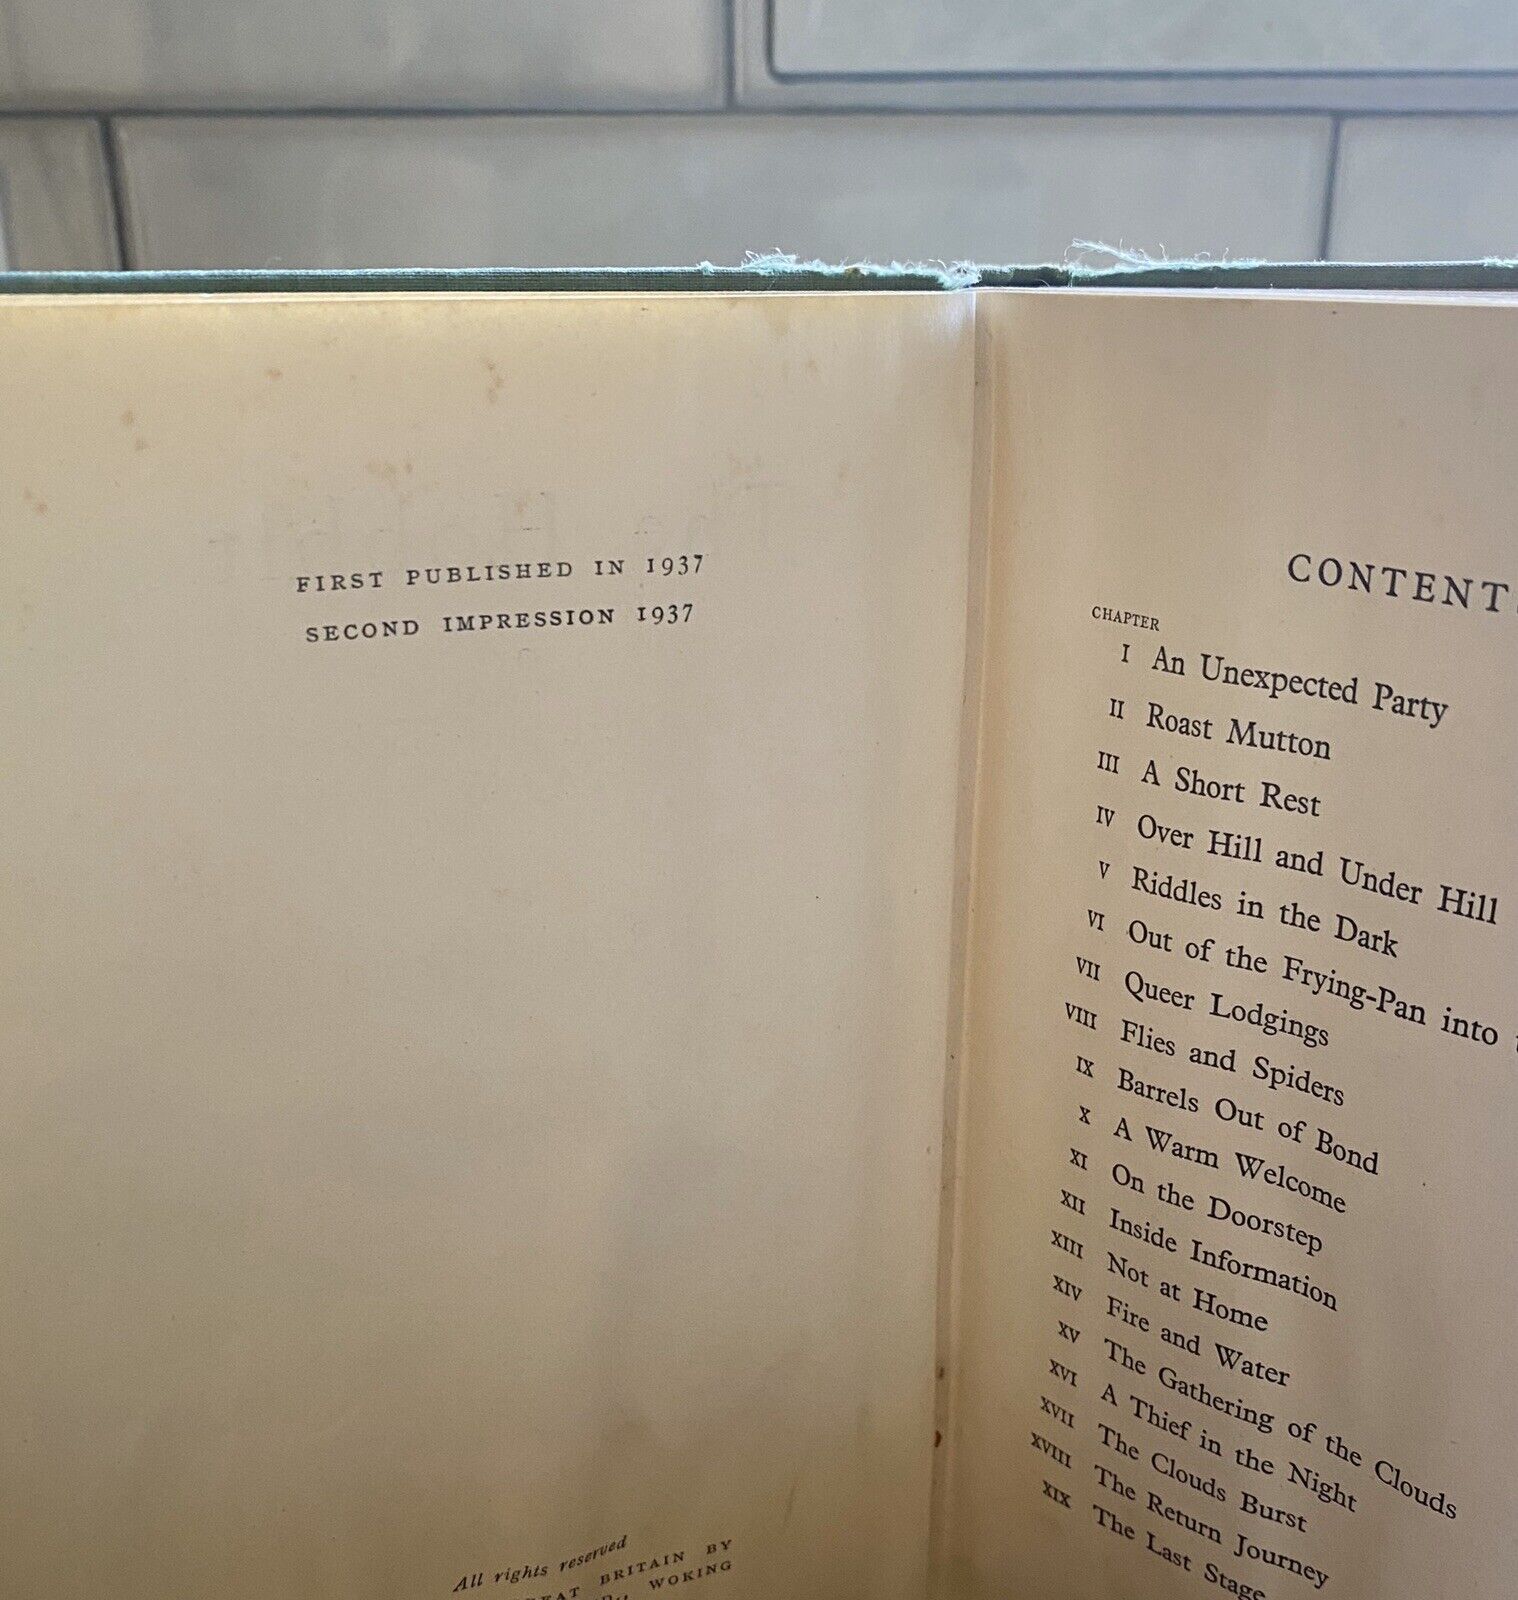 FIRST PUBLISHED IN 1937
SECOND IMPRESSION 1937
All rights reserved
BRITAIN BY
WOKING
CONTENTS
CHAPTER
I An Unexpected Party
II Roast Mutton
III A Short Rest
IV Over Hill and Under Hill
V Riddles in the Dark
VI Out of the Frying-Pan into
VII Queer Lodgings
VIII Flies and Spiders
IX Barrels Out of Bond
X A Warm Welcome
XI On the Doorstep
XII Inside Information
XIII Not at Home
XIV Fire and Water
XV The Gathering of the Clouds
XVI A Thief in the Night
XVII The Clouds Burst
XVIII The Return Journey
XIX The Last Stage